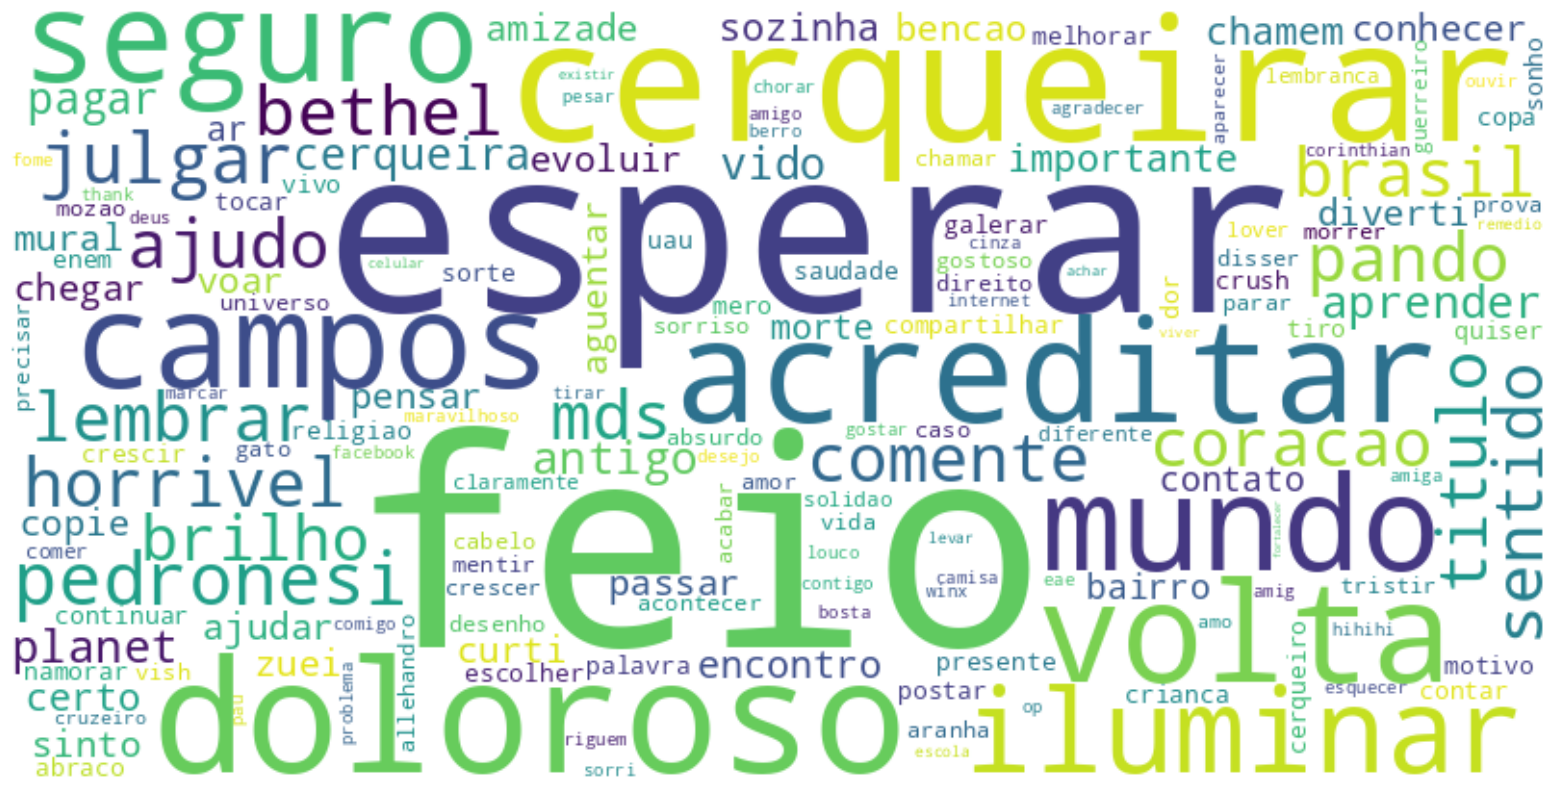 seguro
amizade
sozinha
bencao
melhorar
chamem
conhecer
cerqueirar
existir
pesar
chorar
amigo
berro
agradecer
aparecer
lembranca
guerreiro
ouvir
sonho
copa
pagar
bethel
ar
julgar
cerqueira
evoluir
vido
chamar
importante
corinthian
brasil
fome
thank
vivo
tocar
mozao
deus
esperar
diverti
prova
remedio
mural
enem
ajudo
aguentar
uau
galerar
cinza
gostoso
direito
internet
lover
morrer
disser
crush
parar
pando
chegar
voar
universo
celular
sorte
saudade
achar
dor
aprender
precisar
campos
mero
sorriso
morte
compartilhar
viver
tiro
quiser
acreditar
marcar
pensar
tirar
lembrar
religiao
maravilhoso
mds
absurdo
desejo
gostar
caso
diferente
titulo
sentido
crescir
gato
facebook
antigo
comente
coracao
horrivel
claramente
acabar
amor
solidao
contato
amiga
feio
mundo
fortalecer
copie
comer
brilho
cabelo
mentir
crescer
vida
louco
levar
pedronesi
passar
contigo
camisa
winx
eae
bairro
amig
tristir
acontecer
bosta
continuar
ajudar
comigo
allehandro
desenho
amo
cerqueiro
hihihi
volta
planet
namorar
vish
zuei
curti
escolher
palavra
encontro
presente
motivo
certo
cruzeiro
pau
problema
doloroso
postar
crianca
esquecer
contar
op
sinto
abraco
riguem
sorri
aranha
escola
iluminar